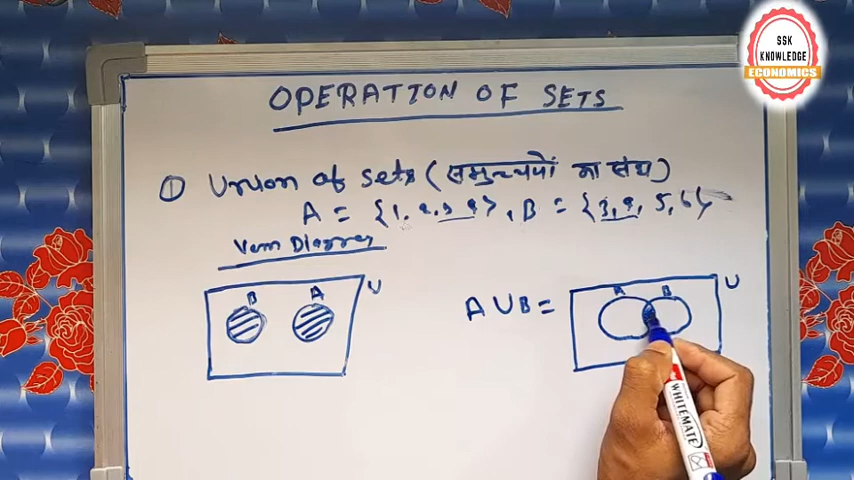 SSK
KNOWLEDGE
ECONOMICS
OPERATION OF SETS
① Union of sets (समुच्चयों का संघ)
A = {1, 2, 3 4}, B = {3, 4, 5, 6}
Venn Diagram
B A U
A U B =
A B U
WHITEMATE